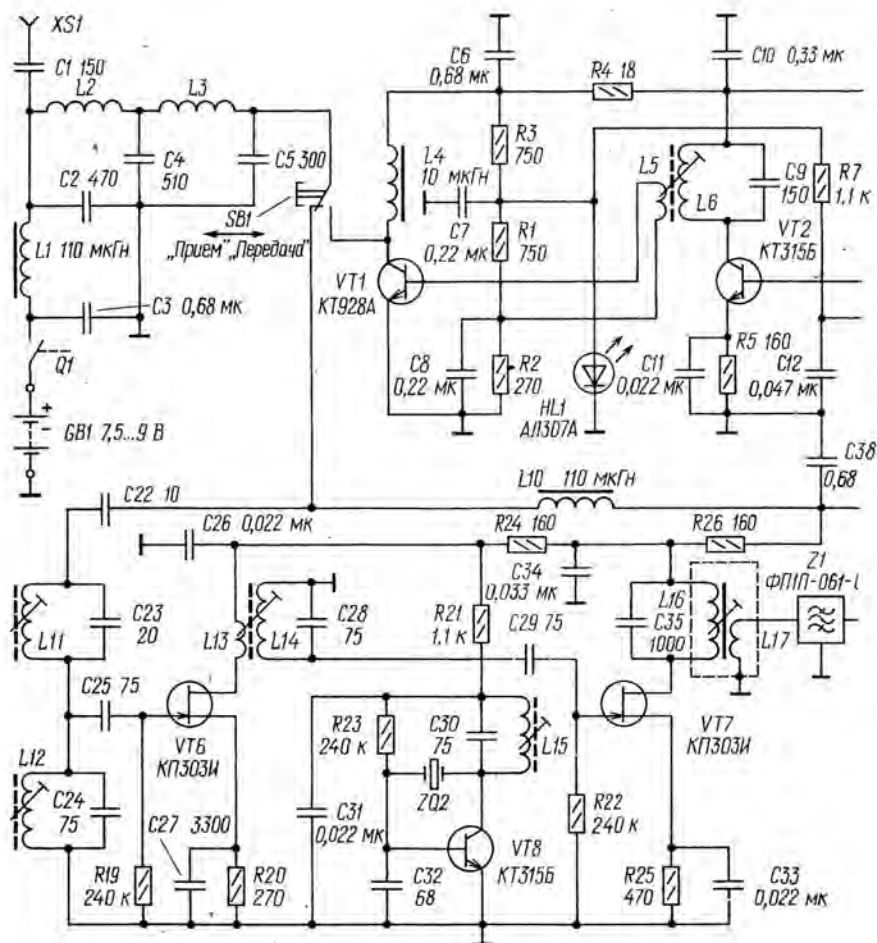 XS1
C1 150
L2
L3
C2 470
C4
510
C5 300
SB1
„Прием" „Передача"
L1 110 мкГн
C3 0,68 мк
Q1
+
-
GB1 7,5...9 В
C6
0,68 мк
R4 18
C10 0,33 мк
R3
750
L4
10 мкГн
C7
0,22 мк
R1
750
L5
L6
C9
150
R7
1,1 к
VT1
КТ928А
VT2
КТ315Б
C8
0,22 мк
R2
270
HL1
АЛ307А
C11
0,022 мк
R5 160
C12
0,047 мк
C38
0,68
C22 10
L10 110 мкГн
C26 0,022 мк
R24 160
R26 160
C34
0,033 мк
Z1
ФП1П-061-
L11
C23
20
L13
L14
C28
75
R21
1,1 к
C29 75
L16
C35
1000
L17
C25 75
VT6
КП303И
R23
240 к
C30
75
L15
VT7
КП303И
L12
C24
75
ZQ2
C31
0,022 мк
R22
240 к
C27 3300
VT8
КТ315Б
R19
240 к
R20
270
C32
68
R25
470
C33
0,022 мк